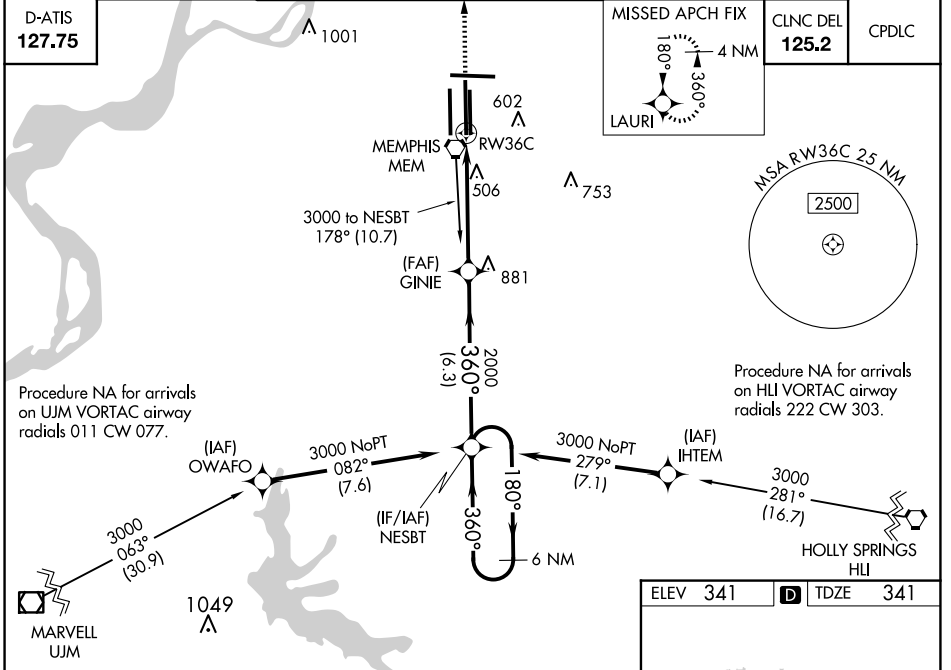 D-ATIS
127.75
1001
MISSED APCH FIX
180°
4 NM
360°
LAURI
CLNC DEL
125.2
CPDLC
602
MEMPHIS
MEM
RW36C
506
753
3000 to NESBT
178° (10.7)
(FAF)
GINIE
881
MSA RW36C 25 NM
2500
2000
360°
(6.3)
Procedure NA for arrivals
on UJM VORTAC airway
radials 011 CW 077.
Procedure NA for arrivals
on HLI VORTAC airway
radials 222 CW 303.
(IAF)
OWAFO
3000 NoPT
082°
(7.6)
3000 NoPT
279°
(7.1)
(IAF)
IHTEM
3000
281°
(16.7)
(IF/IAF)
NESBT
360°
180°
6 NM
3000
063°
(30.9)
HOLLY SPRINGS
HLI
MARVELL
UJM
1049
ELEV 341 D TDZE 341